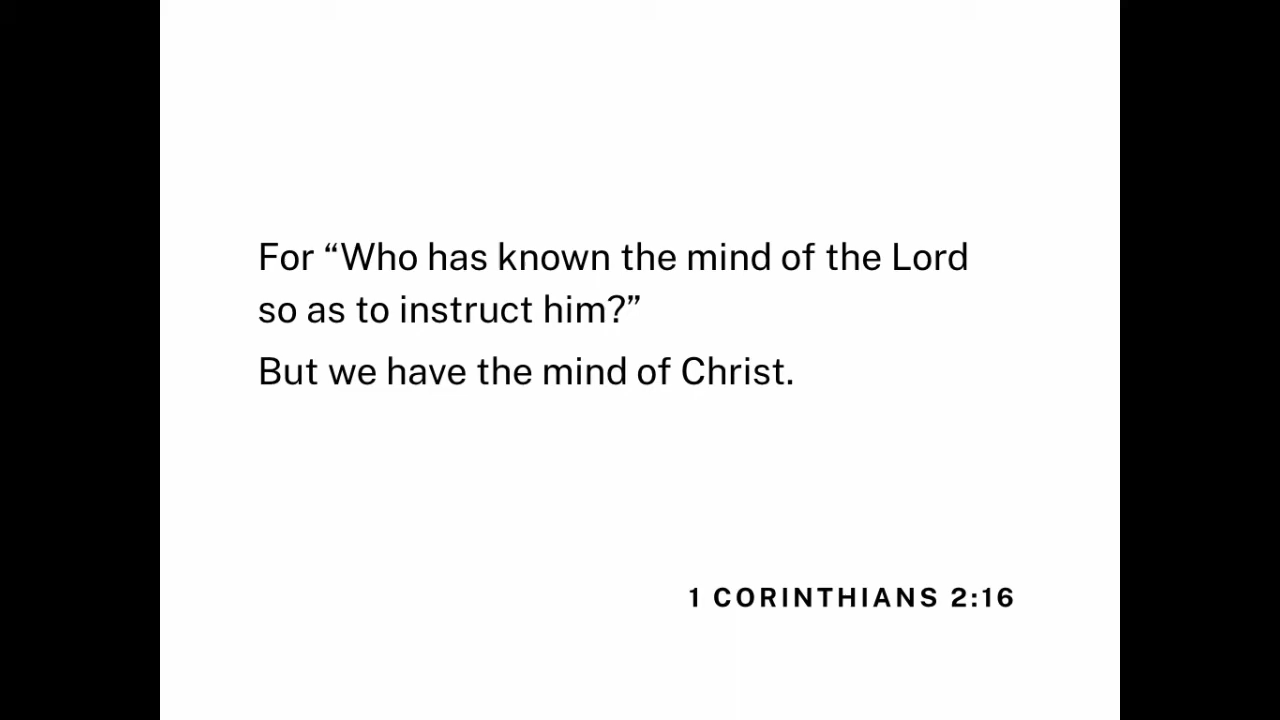 For “Who has known the mind of the Lord
so as to instruct him?”
But we have the mind of Christ.
1 CORINTHIANS 2:16